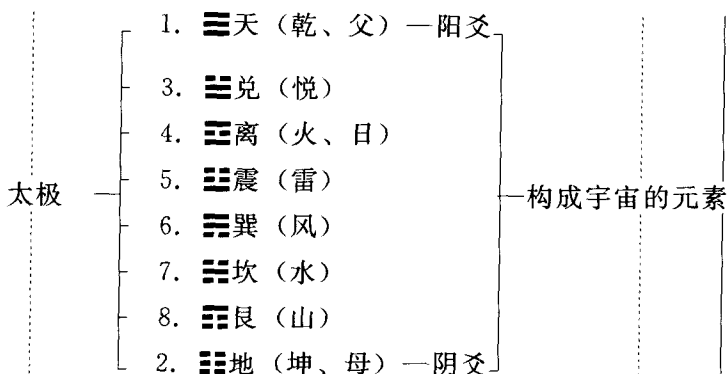 1. ☰天（乾、父）—阳爻
3. ☱兑（悦）
4. ☲离（火、日）
太极
5. ☳震（雷）
构成宇宙的元素
6. ☴巽（风）
7. ☵坎（水）
8. ☶艮（山）
2. ☷地（坤、母）—阴爻